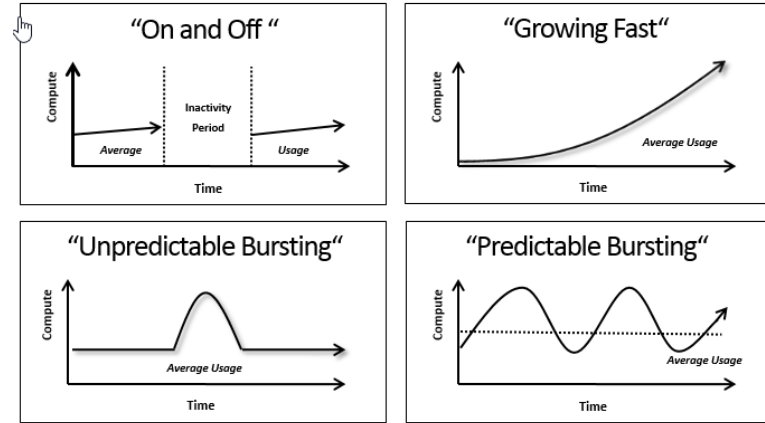 “On and Off “
Compute
Inactivity
Period
Average
Usage
Time
“Growing Fast“
Compute
Average Usage
Time
“Unpredictable Bursting“
Compute
Average Usage
Time
“Predictable Bursting“
Compute
Average Usage
Time